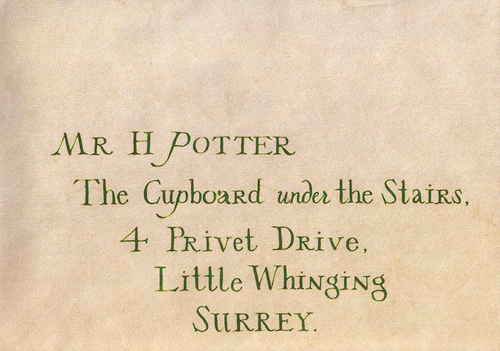 Mr H Potter
The Cupboard under the Stairs,
4 Privet Drive,
Little Whinging
Surrey.